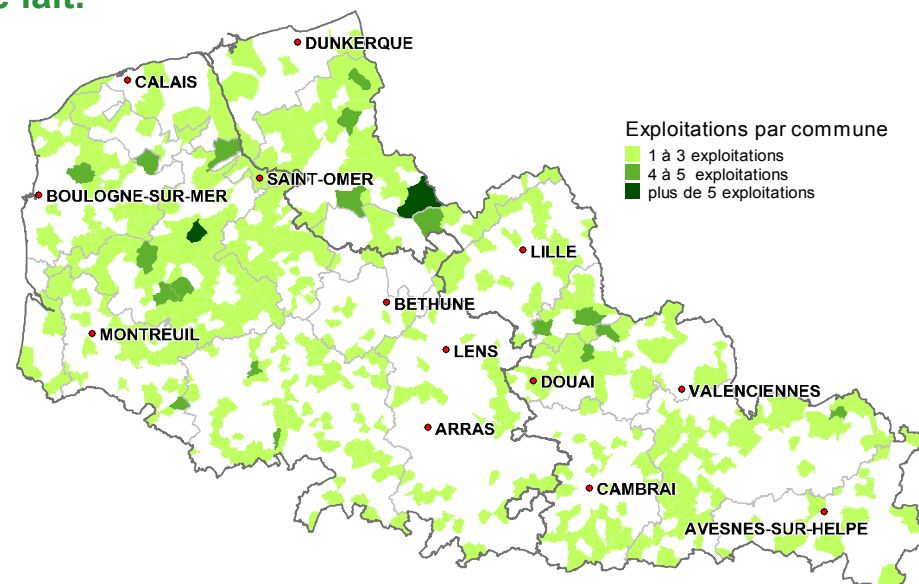 lait.
DUNKERQUE
CALAIS
Exploitations par commune
1 à 3 exploitations
4 à 5 exploitations
plus de 5 exploitations
SAINT-OMER
BOULOGNE-SUR-MER
LILLE
BETHUNE
MONTREUIL
LENS
DOUAI
VALENCIENNES
ARRAS
CAMBRAI
AVESNES-SUR-HELPE